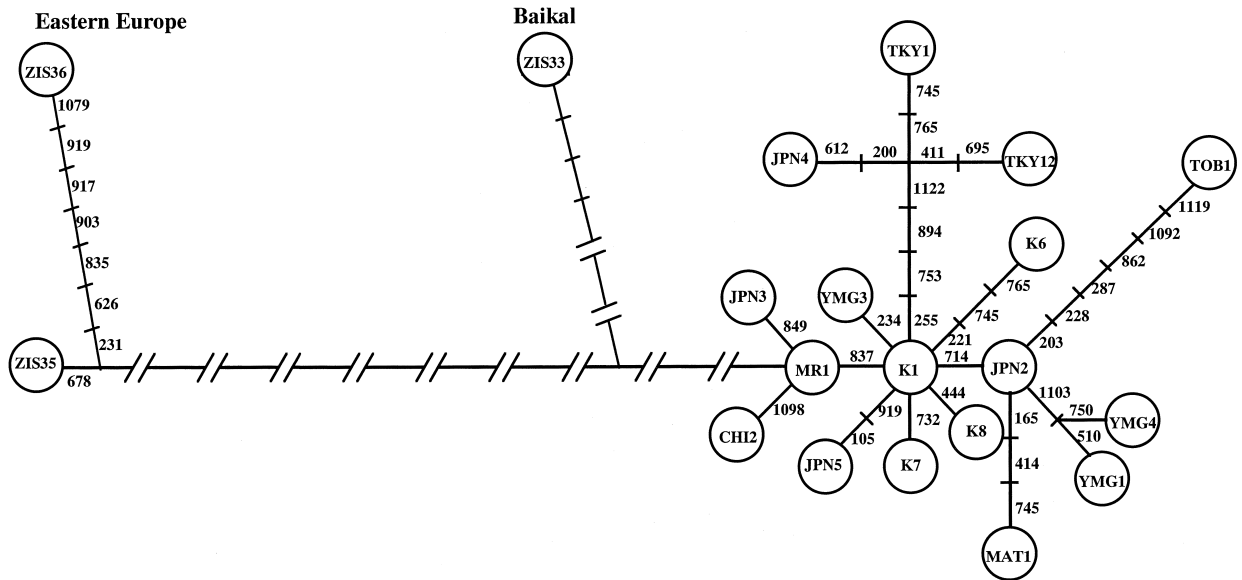 Eastern Europe
Baikal
ZIS36
ZIS33
TKY1
1079
919
917
903
835
626
231
ZIS35
678
745
765
JPN4
612
200
411
695
TKY12
TOB1
1122
894
753
255
1119
1092
862
287
228
203
K6
765
745
221
JPN3
849
YMG3
234
MR1
837
K1
714
JPN2
1098
CHI2
919
105
JPN5
732
K7
444
K8
1103
750
YMG4
510
YMG1
165
414
745
MAT1